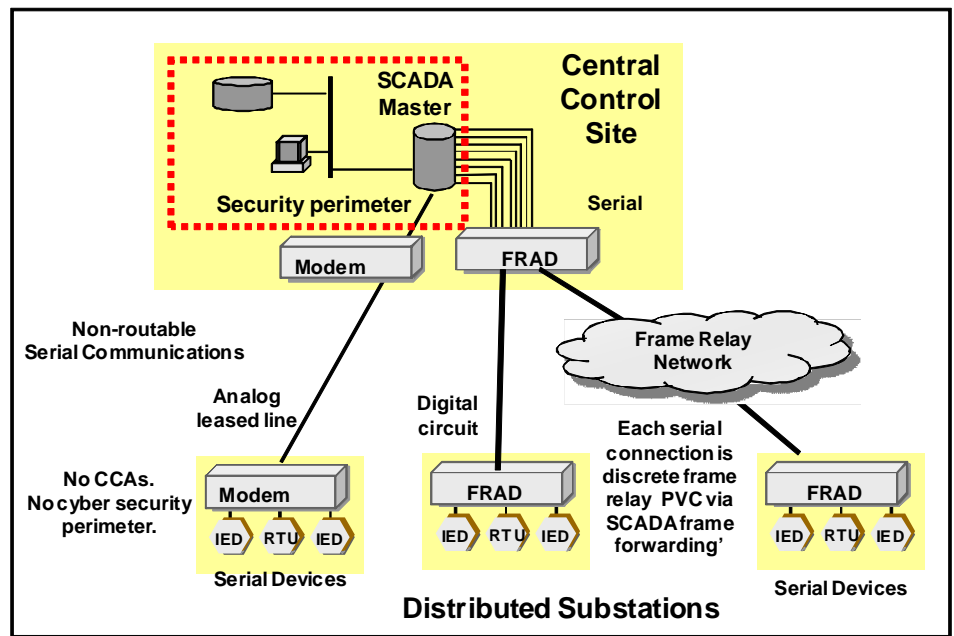 Central
Control
Site
SCADA
Master
Security perimeter
Serial
Modem
FRAD
Non-routable
Serial Communications
Frame Relay
Network
Analog
leased line
Digital
circuit
Each serial
connection is
discrete frame
relay PVC via
SCADA frame
forwarding'
No CCAs.
No cyber security
perimeter.
Modem
IED
RTU
IED
Serial Devices
FRAD
IED
RTU
IED
FRAD
IED
RTU
IED
Serial Devices
Distributed Substations